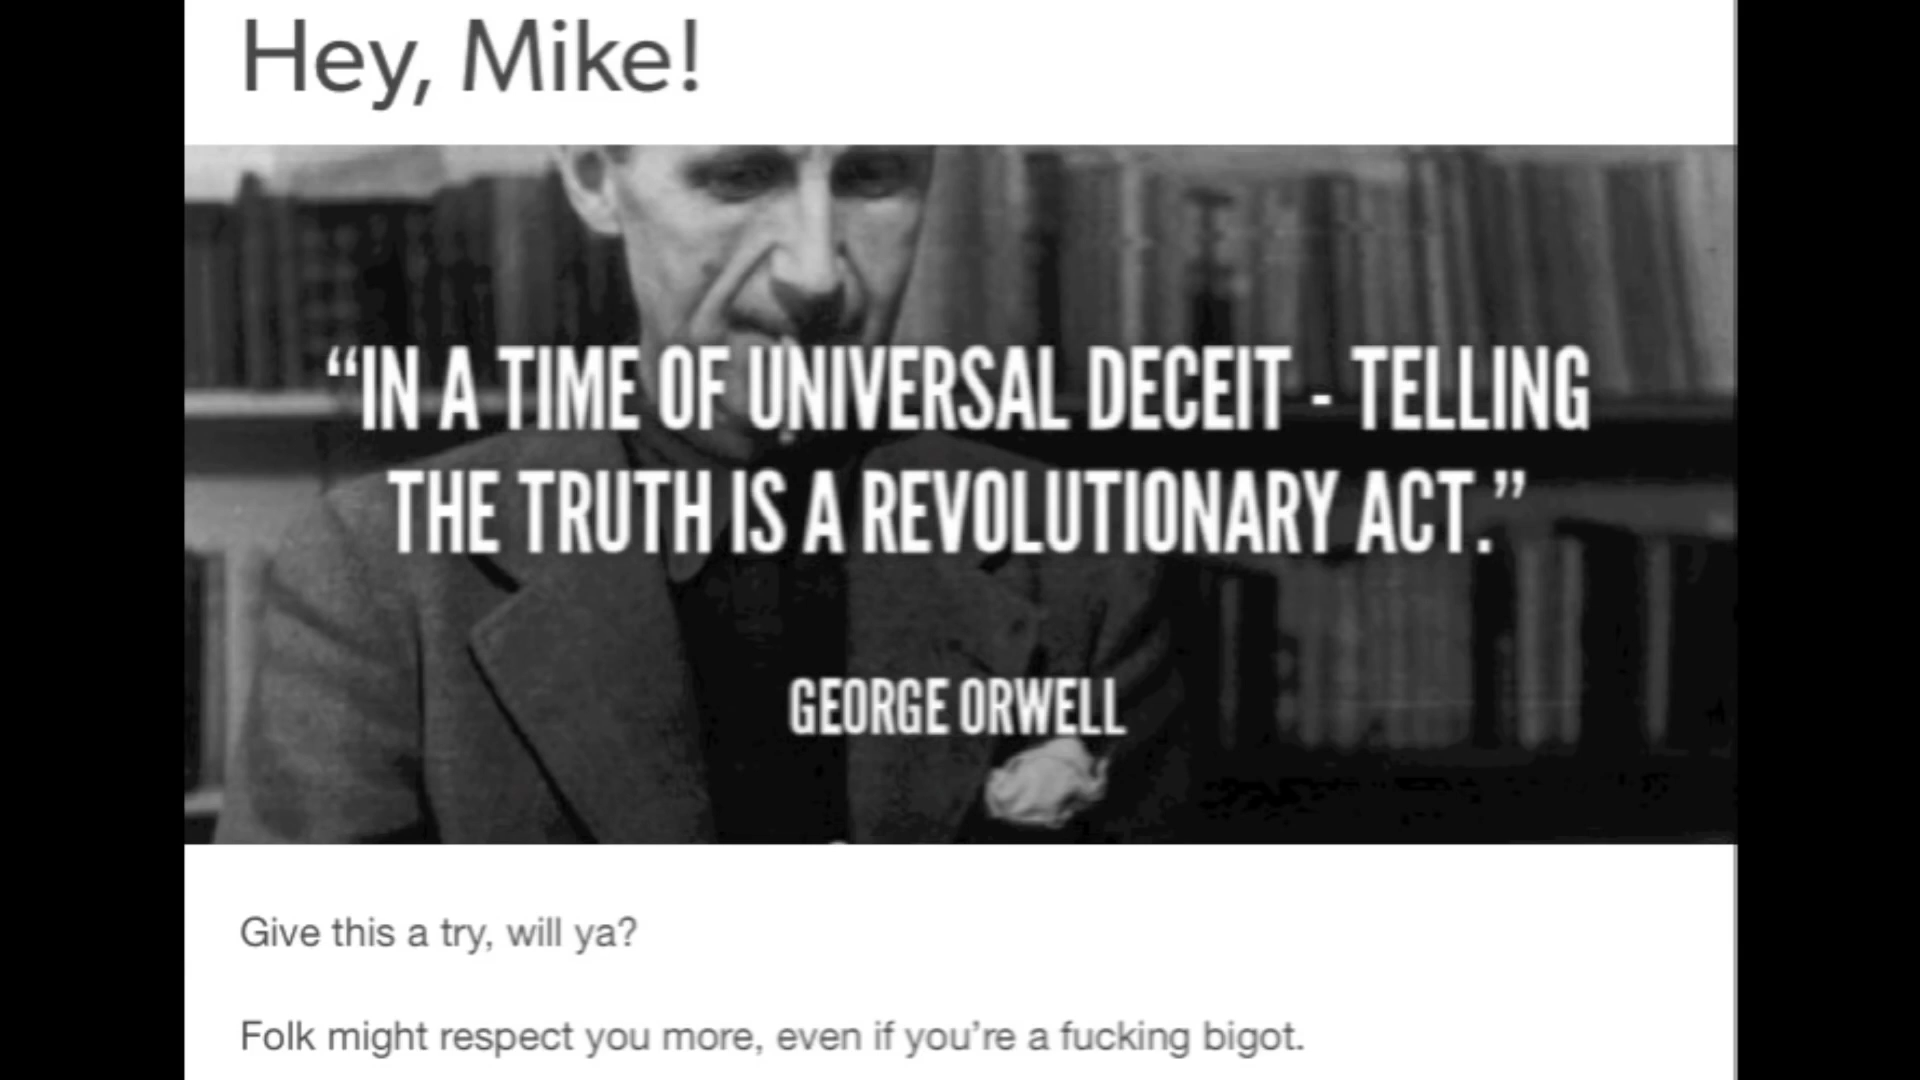 Hey, Mike!
“IN A TIME OF UNIVERSAL DECEIT - TELLING
THE TRUTH IS A REVOLUTIONARY ACT.”
GEORGE ORWELL
Give this a try, will ya?
Folk might respect you more, even if you’re a fucking bigot.